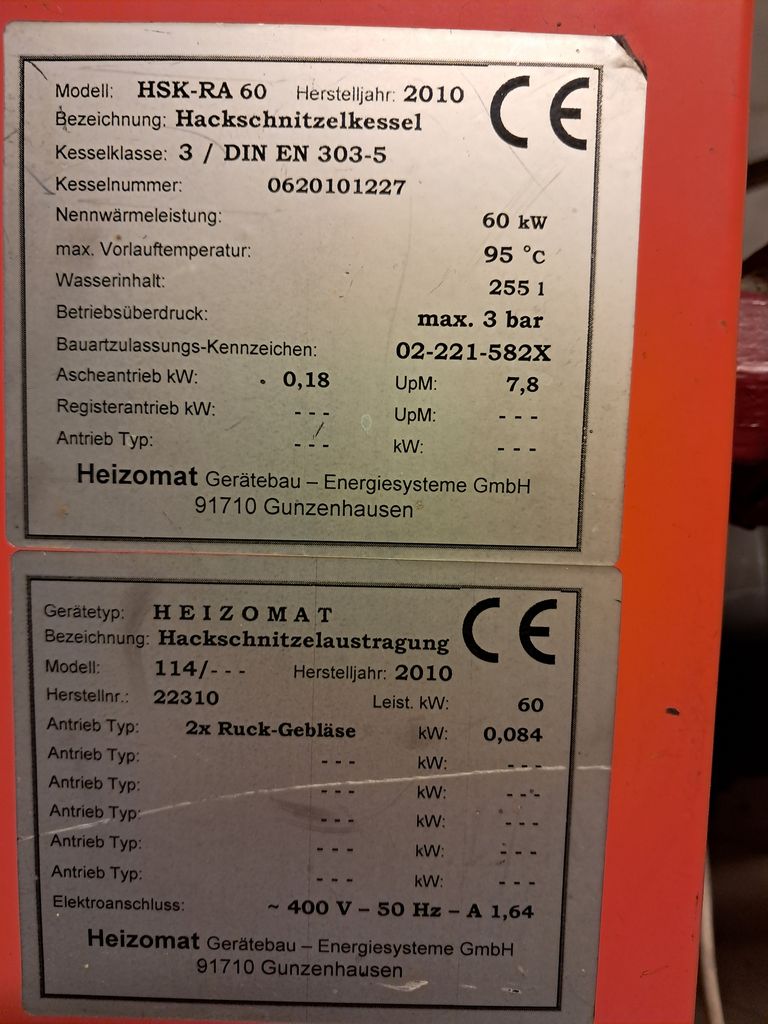 Modell: HSK-RA 60 Herstelljahr: 2010
Bezeichnung: Hackschnitzelkessel
Kesselklasse: 3 / DIN EN 303-5
Kesselnummer: 0620101227
Nennwärmeleistung: 60 kW
max. Vorlauftemperatur: 95 °C
Wasserinhalt: 255 l
Betriebsüberdruck: max. 3 bar
Bauartzulassungs-Kennzeichen: 02-221-582X
Ascheantrieb kW: 0,18 UpM: 7,8
Registerantrieb kW: - - - UpM: - - -
Antrieb Typ: - - - kW: - - -
Heizomat Gerätebau – Energiesysteme GmbH
91710 Gunzenhausen
CE
Gerätetyp: HEIZOMAT
Bezeichnung: Hackschnitzelaustragung
Modell: 114/- - - Herstelljahr: 2010
Herstellnr.: 22310 Leist. kW: 60
Antrieb Typ: 2x Ruck-Gebläse kW: 0,084
Antrieb Typ: - - - kW: - - -
Antrieb Typ: - - - kW: - - -
Antrieb Typ: - - - kW: - - -
Antrieb Typ: - - - kW: - - -
Antrieb Typ: - - - kW: - - -
Elektroanschluss: ~ 400 V – 50 Hz – A 1,64
Heizomat Gerätebau – Energiesysteme GmbH
91710 Gunzenhausen
CE